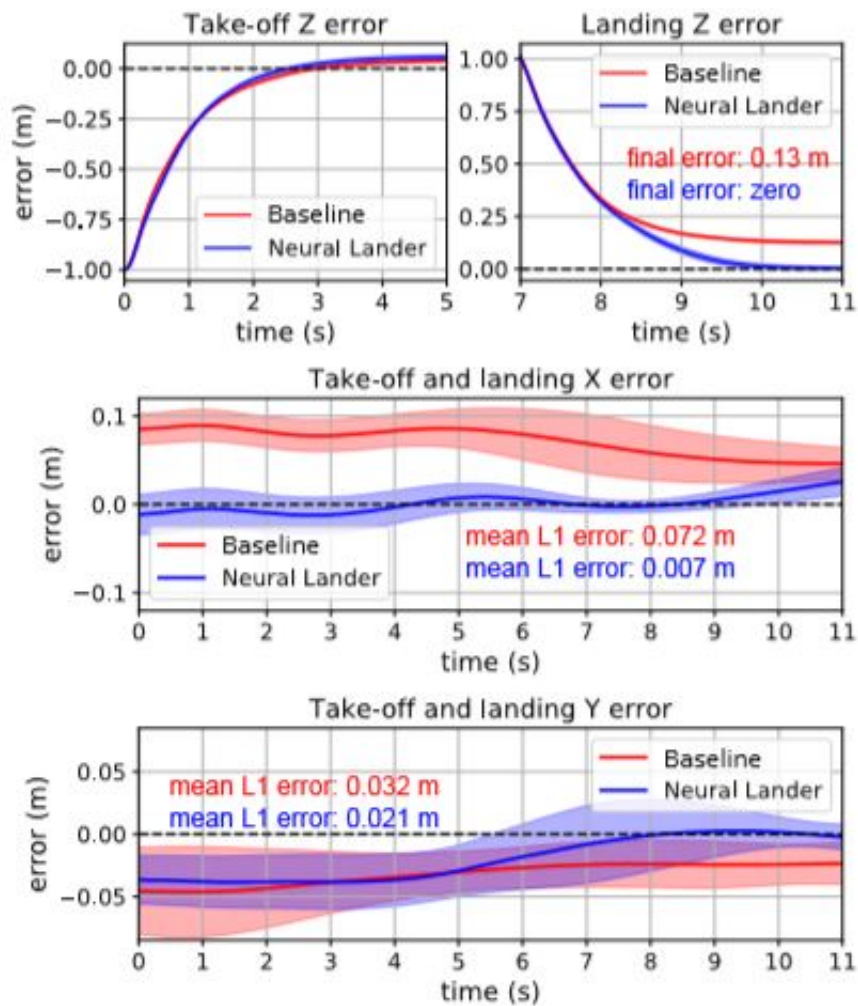 Take-off Z error
0.00
−0.25
−0.50
−0.75
−1.00
error (m)
Baseline
Neural Lander
0 1 2 3 4 5
time (s)
Landing Z error
1.00
0.75
0.50
0.25
0.00
Baseline
Neural Lander
final error: 0.13 m
final error: zero
7 8 9 10 11
time (s)
Take-off and landing X error
0.1
0.0
−0.1
error (m)
Baseline
Neural Lander
mean L1 error: 0.072 m
mean L1 error: 0.007 m
0 1 2 3 4 5 6 7 8 9 10 11
time (s)
Take-off and landing Y error
0.05
0.00
−0.05
error (m)
mean L1 error: 0.032 m
mean L1 error: 0.021 m
Baseline
Neural Lander
0 1 2 3 4 5 6 7 8 9 10 11
time (s)